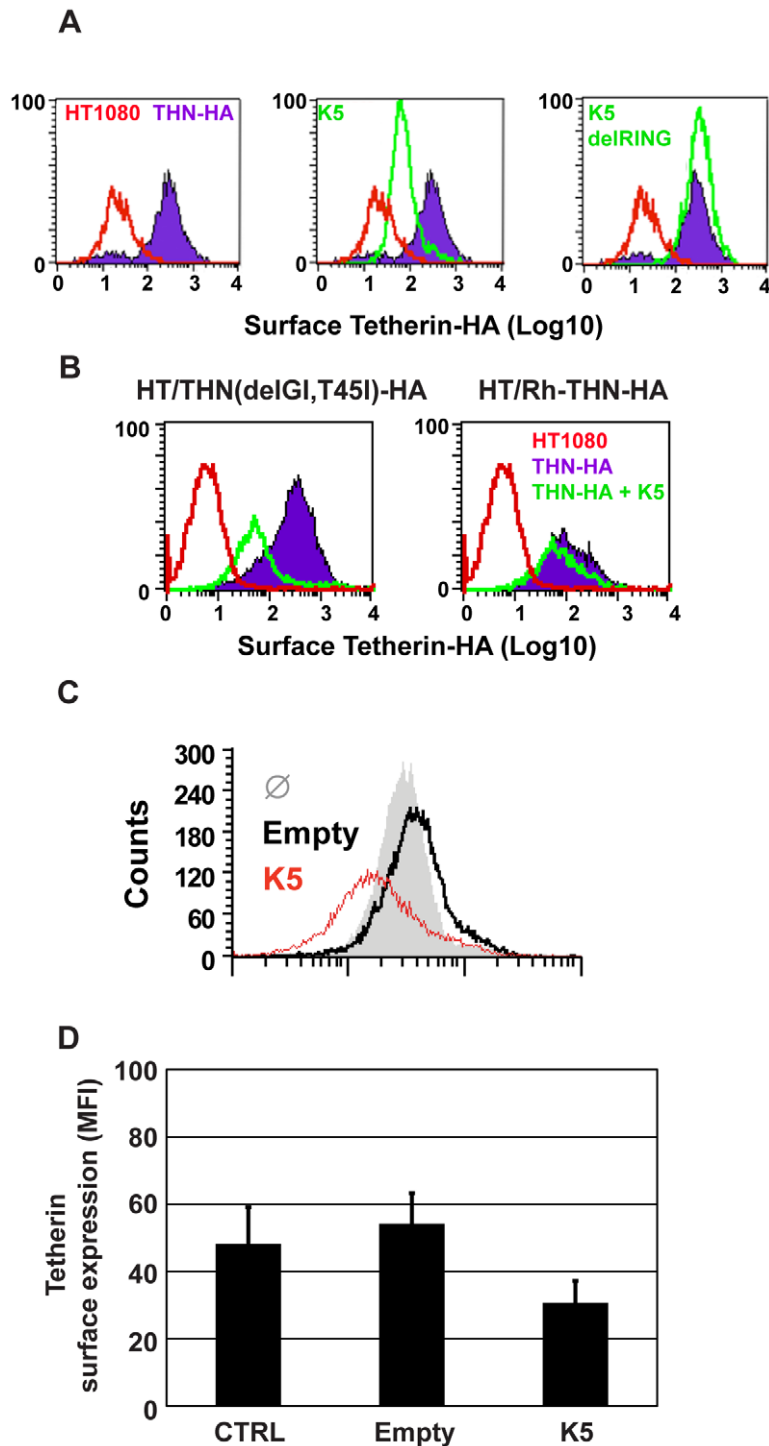 A
HT1080 THN-HA
K5
K5
delRING
100
0
0 1 2 3 4
100
0
0 1 2 3 4
100
0
0 1 2 3 4
Surface Tetherin-HA (Log10)
B
HT/THN(delGI,T45I)-HA
HT/Rh-THN-HA
100
0
0 1 2 3 4
100
HT1080
THN-HA
THN-HA + K5
0
0 1 2 3 4
Surface Tetherin-HA (Log10)
C
Counts
300
240
180
120
60
0
∅
Empty
K5
D
Tetherin
surface expression (MFI)
100
80
60
40
20
0
CTRL Empty K5